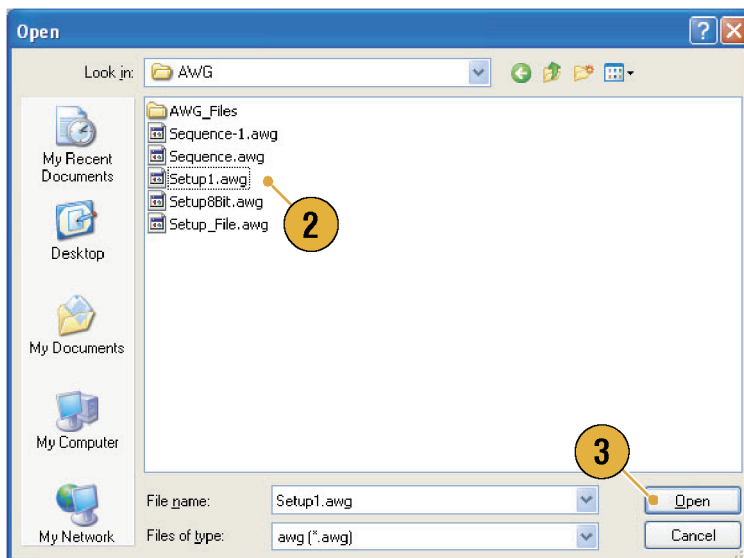 Open
Look in: AWG
AWG_Files
Sequence-1.awg
Sequence.awg
Setup1.awg
Setup8Bit.awg
Setup_File.awg
2
My Recent
Documents
Desktop
My Documents
My Computer
My Network
3
File name: Setup1.awg Open
Files of type: awg (*.awg) Cancel